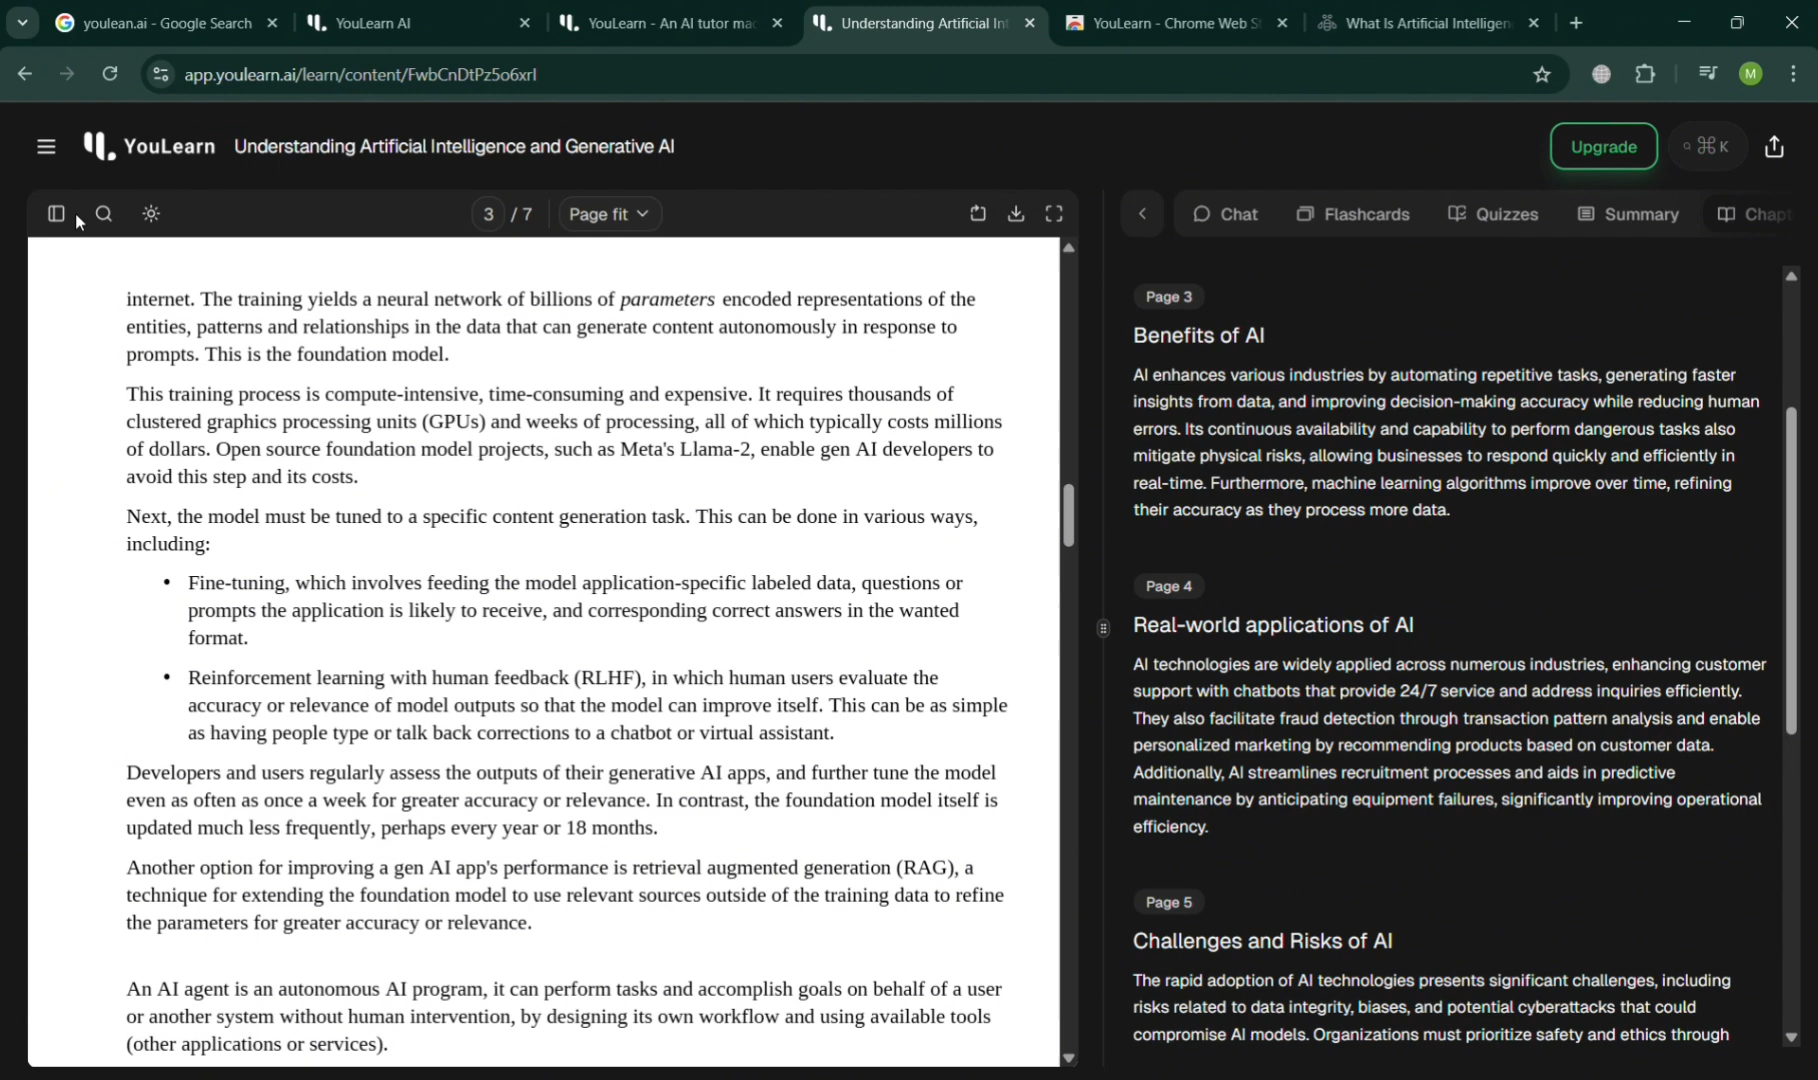 youlean.ai - Google Search
YouLearn AI
YouLearn - An AI tutor mac
Understanding Artificial Int
YouLearn - Chrome Web St
What Is Artificial Intelligen
app.youlearn.ai/learn/content/FwbCnDtPz5o6xrl
M
YouLearn
Understanding Artificial Intelligence and Generative AI
Upgrade
⌘ K
3 / 7
Page fit
Chat
Flashcards
Quizzes
Summary
Chapt
internet. The training yields a neural network of billions of parameters encoded representations of the
entities, patterns and relationships in the data that can generate content autonomously in response to
prompts. This is the foundation model.
This training process is compute-intensive, time-consuming and expensive. It requires thousands of
clustered graphics processing units (GPUs) and weeks of processing, all of which typically costs millions
of dollars. Open source foundation model projects, such as Meta's Llama-2, enable gen AI developers to
avoid this step and its costs.
Next, the model must be tuned to a specific content generation task. This can be done in various ways,
including:
• Fine-tuning, which involves feeding the model application-specific labeled data, questions or
prompts the application is likely to receive, and corresponding correct answers in the wanted
format.
• Reinforcement learning with human feedback (RLHF), in which human users evaluate the
accuracy or relevance of model outputs so that the model can improve itself. This can be as simple
as having people type or talk back corrections to a chatbot or virtual assistant.
Developers and users regularly assess the outputs of their generative AI apps, and further tune the model
even as often as once a week for greater accuracy or relevance. In contrast, the foundation model itself is
updated much less frequently, perhaps every year or 18 months.
Another option for improving a gen AI app's performance is retrieval augmented generation (RAG), a
technique for extending the foundation model to use relevant sources outside of the training data to refine
the parameters for greater accuracy or relevance.
An AI agent is an autonomous AI program, it can perform tasks and accomplish goals on behalf of a user
or another system without human intervention, by designing its own workflow and using available tools
(other applications or services).
Page 3
Benefits of AI
AI enhances various industries by automating repetitive tasks, generating faster
insights from data, and improving decision-making accuracy while reducing human
errors. Its continuous availability and capability to perform dangerous tasks also
mitigate physical risks, allowing businesses to respond quickly and efficiently in
real-time. Furthermore, machine learning algorithms improve over time, refining
their accuracy as they process more data.
Page 4
Real-world applications of AI
AI technologies are widely applied across numerous industries, enhancing customer
support with chatbots that provide 24/7 service and address inquiries efficiently.
They also facilitate fraud detection through transaction pattern analysis and enable
personalized marketing by recommending products based on customer data.
Additionally, AI streamlines recruitment processes and aids in predictive
maintenance by anticipating equipment failures, significantly improving operational
efficiency.
Page 5
Challenges and Risks of AI
The rapid adoption of AI technologies presents significant challenges, including
risks related to data integrity, biases, and potential cyberattacks that could
compromise AI models. Organizations must prioritize safety and ethics through